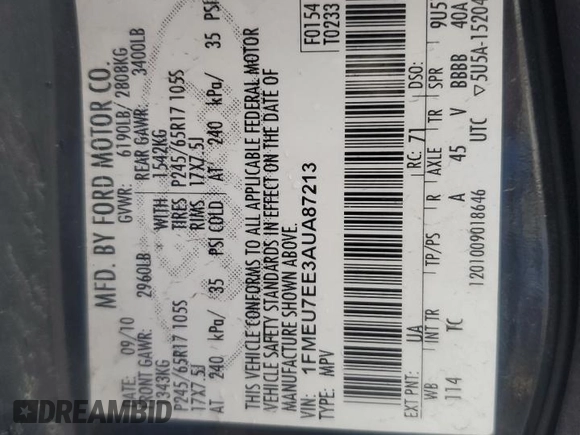 MFD. BY FORD MOTOR CO.
DATE: 09/10 GVWR: 6190LB/ 2808KG
FRONT GAWR: 2960LB REAR GAWR: 3400LB
1343KG WITH 1542KG
P245/65R17 105S TIRES P245/65R17 105S
17X7.5J RIMS 17X7.5J
AT 240 kPa/ 35 PSI COLD AT 240 kPa/ 35 PSI
THIS VEHICLE CONFORMS TO ALL APPLICABLE FEDERAL MOTOR
VEHICLE SAFETY STANDARDS IN EFFECT ON THE DATE OF
MANUFACTURE SHOWN ABOVE.
1FMEU7EE3AUA87213
F0154
T0233
TYPE: MPV
EXT PNT: UA RC: 71 DSO:
WB INT TR TP/PS R AXLE TR SPR 9U5
114 TC A 45 V BBBB 40A
1201009018646 UTC ▽5U5A-15204
DREAMBID